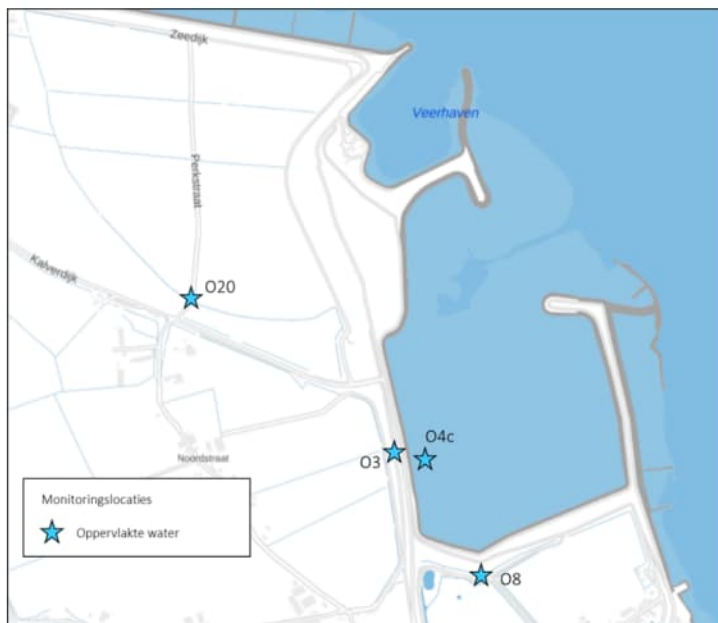 Zeedijk
Veerhaven
Perkstraat
Kalverdijk
O20
O4c
O3
Noordstraat
Monitoringslocaties
Oppervlakte water
O8